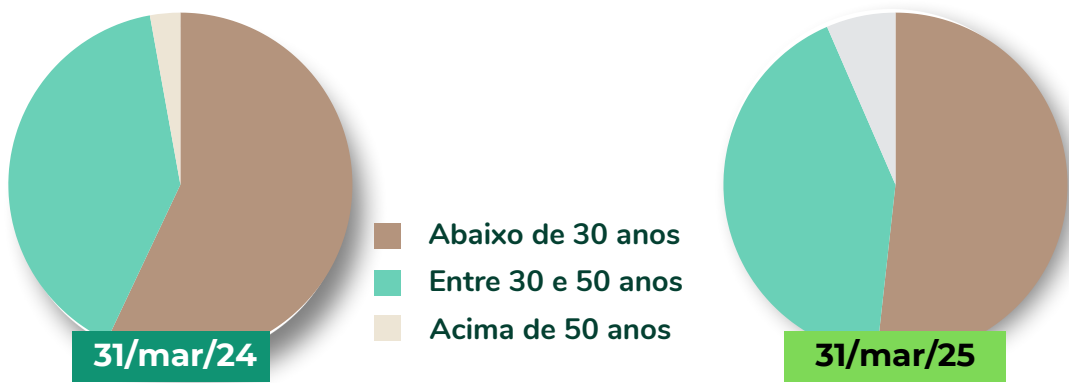 Abaixo de 30 anos
Entre 30 e 50 anos
Acima de 50 anos
31/mar/24
31/mar/25